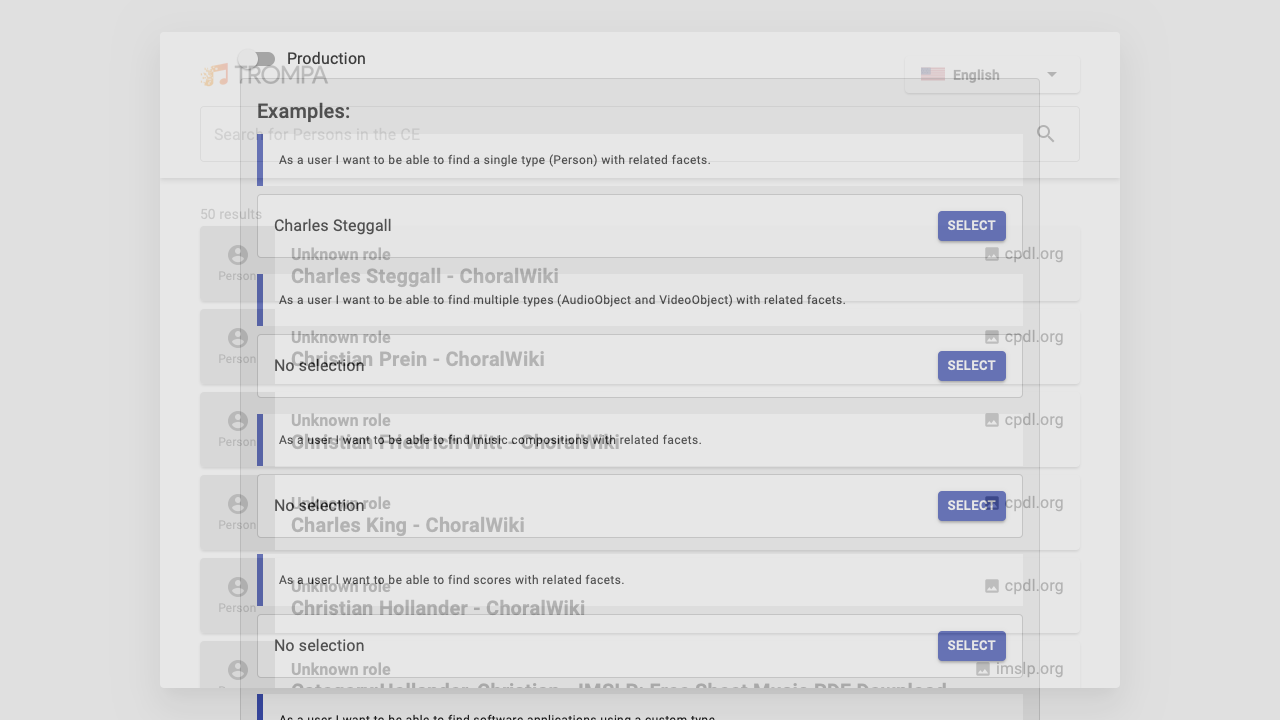 Production
TROMPA
English
Examples:
Search for Persons in the CE
As a user I want to be able to find a single type (Person) with related facets.
50 results
Charles Steggall
SELECT
Unknown role
cpdl.org
Person
Charles Steggall - ChoralWiki
As a user I want to be able to find multiple types (AudioObject and VideoObject) with related facets.
Unknown role
cpdl.org
Person
Christian Prein - ChoralWiki
No selection
SELECT
Unknown role
cpdl.org
Person
Christian Friedrich Witt - ChoralWiki
As a user I want to be able to find music compositions with related facets.
Unknown role
cpdl.org
No selection
SELECT
Person
Charles King - ChoralWiki
As a user I want to be able to find scores with related facets.
Unknown role
cpdl.org
Person
Christian Hollander - ChoralWiki
No selection
SELECT
Unknown role
imslp.org
Category:Hollander, Christian - IMSLP: Free Sheet Music PDF Download
As a user I want to be able to find software applications using a custom type